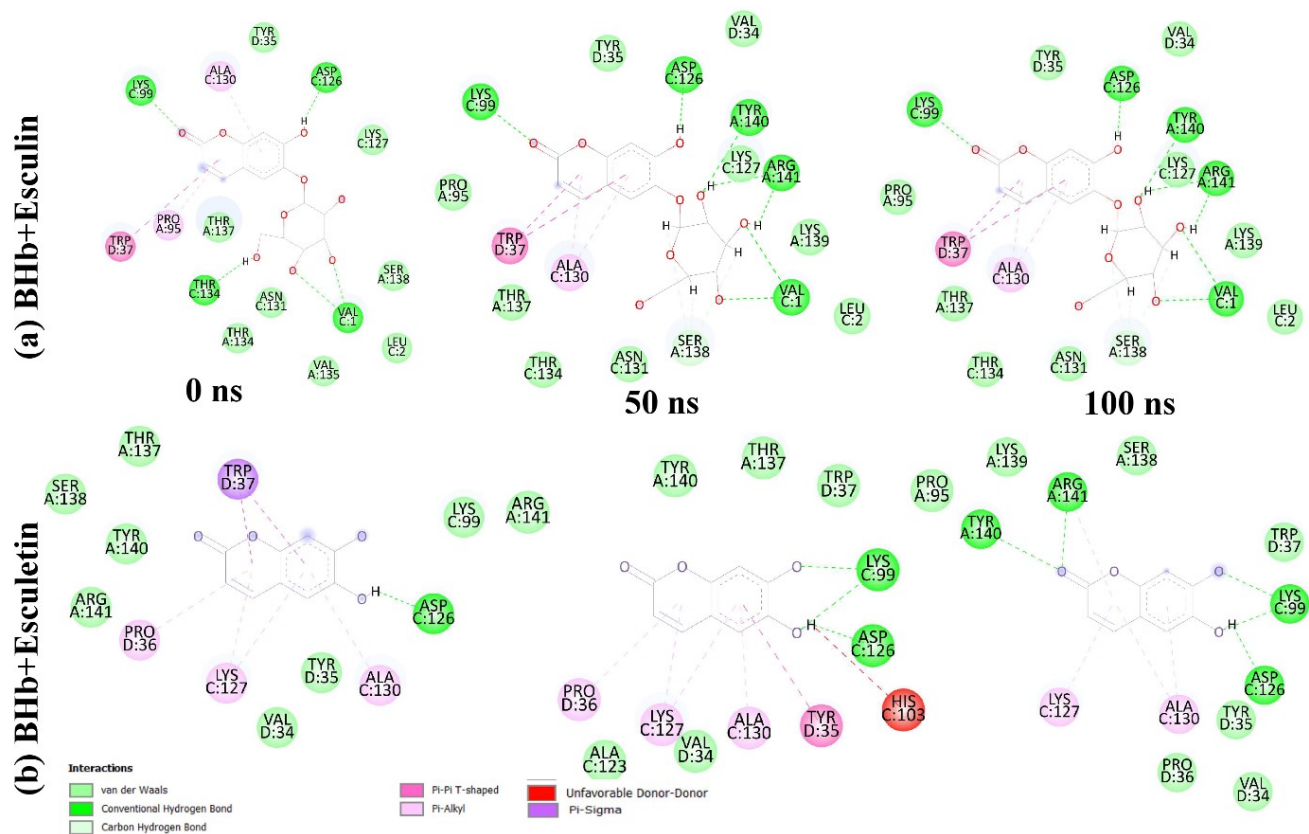 (a) BHb+Esculin
TYR
D:35
ALA
C:130
ASP
C:126
LYS
C:99
O
O
H
O
LYS
C:127
O
PRO
A:95
THR
A:137
O
O
TRP
D:37
H
O
O
O
THR
C:134
ASN
C:131
SER
A:138
VAL
C:1
THR
A:134
VAL
A:135
LEU
C:2
0 ns
VAL
D:34
TYR
D:35
ASP
C:126
LYS
C:99
TYR
A:140
H
O
O
O
LYS
C:127
ARG
A:141
PRO
A:95
O
O
H
O
H
TRP
D:37
H
H
LYS
A:139
ALA
C:130
O
H
H
O
O
VAL
C:1
THR
A:137
LEU
C:2
SER
A:138
THR
C:134
ASN
C:131
50 ns
VAL
D:34
TYR
D:35
ASP
C:126
LYS
C:99
TYR
A:140
H
O
O
O
LYS
C:127
ARG
A:141
PRO
A:95
O
O
H
O
H
TRP
D:37
H
H
LYS
A:139
ALA
C:130
O
H
H
O
O
VAL
C:1
THR
A:137
LEU
C:2
SER
A:138
THR
C:134
ASN
C:131
100 ns
(b) BHb+Esculetin
THR
A:137
SER
A:138
TRP
D:37
TYR
A:140
LYS
C:99
ARG
A:141
O
O
O
ARG
A:141
H
O
ASP
C:126
PRO
D:36
LYS
C:127
TYR
D:35
ALA
C:130
VAL
D:34
TYR
A:140
THR
A:137
TRP
D:37
O
O
O
LYS
C:99
O
H
ASP
C:126
PRO
D:36
LYS
C:127
ALA
C:130
TYR
D:35
HIS
C:103
ALA
C:123
VAL
D:34
LYS
A:139
SER
A:138
PRO
A:95
ARG
A:141
TYR
A:140
TRP
D:37
O
O
O
LYS
C:99
O
H
ASP
C:126
LYS
C:127
ALA
C:130
TYR
D:35
PRO
D:36
VAL
D:34
Interactions
van der Waals
Conventional Hydrogen Bond
Carbon Hydrogen Bond
Pi-Pi T-shaped
Pi-Alkyl
Unfavorable Donor-Donor
Pi-Sigma